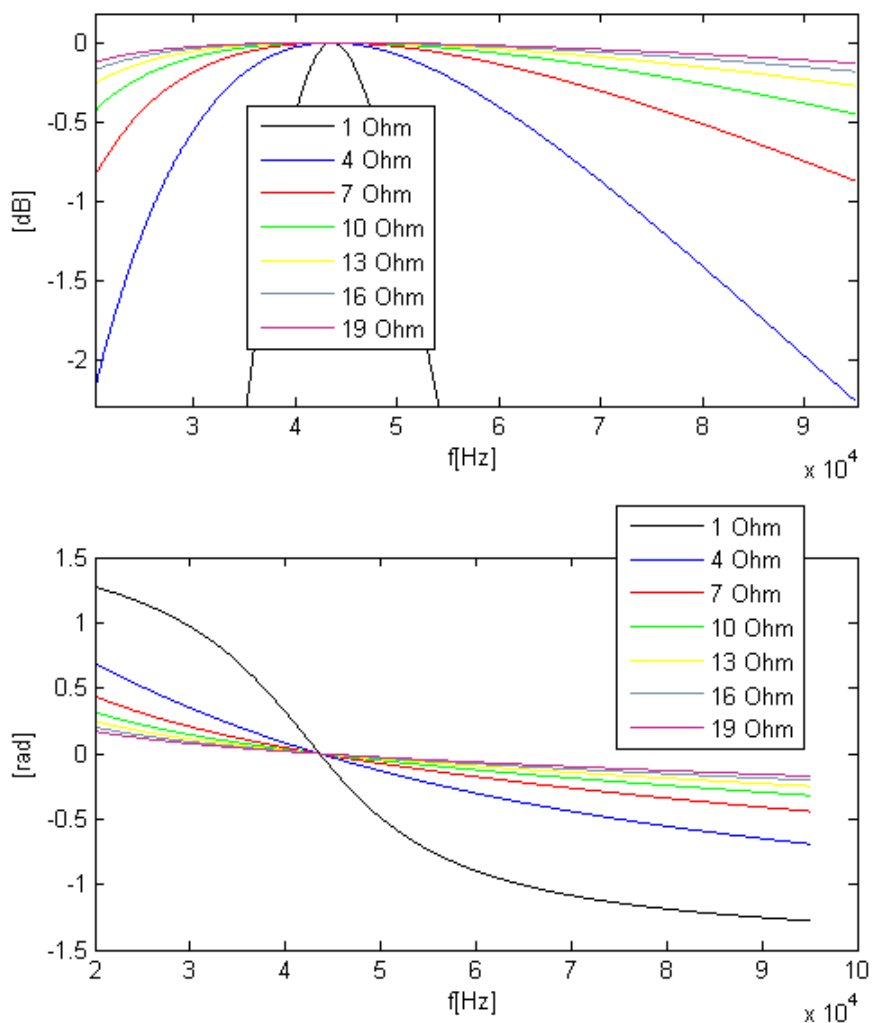 0
-0.5
-1
-1.5
-2
[dB]
1 Ohm
4 Ohm
7 Ohm
10 Ohm
13 Ohm
16 Ohm
19 Ohm
3 4 5 6 7 8 9
f[Hz]
x 10^4
1 Ohm
4 Ohm
7 Ohm
10 Ohm
13 Ohm
16 Ohm
19 Ohm
1.5
1
0.5
0
-0.5
-1
-1.5
[rad]
2 3 4 5 6 7 8 9 10
f[Hz]
x 10^4